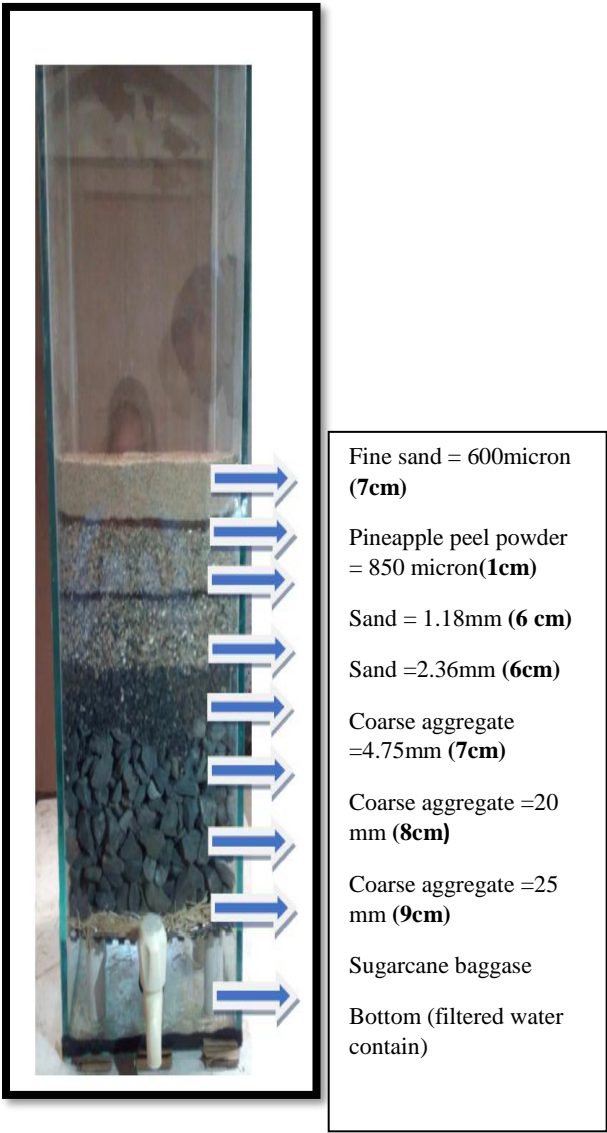 Fine sand = 600micron
(7cm)
Pineapple peel powder
= 850 micron(1cm)
Sand = 1.18mm (6 cm)
Sand =2.36mm (6cm)
Coarse aggregate
=4.75mm (7cm)
Coarse aggregate =20
mm (8cm)
Coarse aggregate =25
mm (9cm)
Sugarcane baggase
Bottom (filtered water
contain)